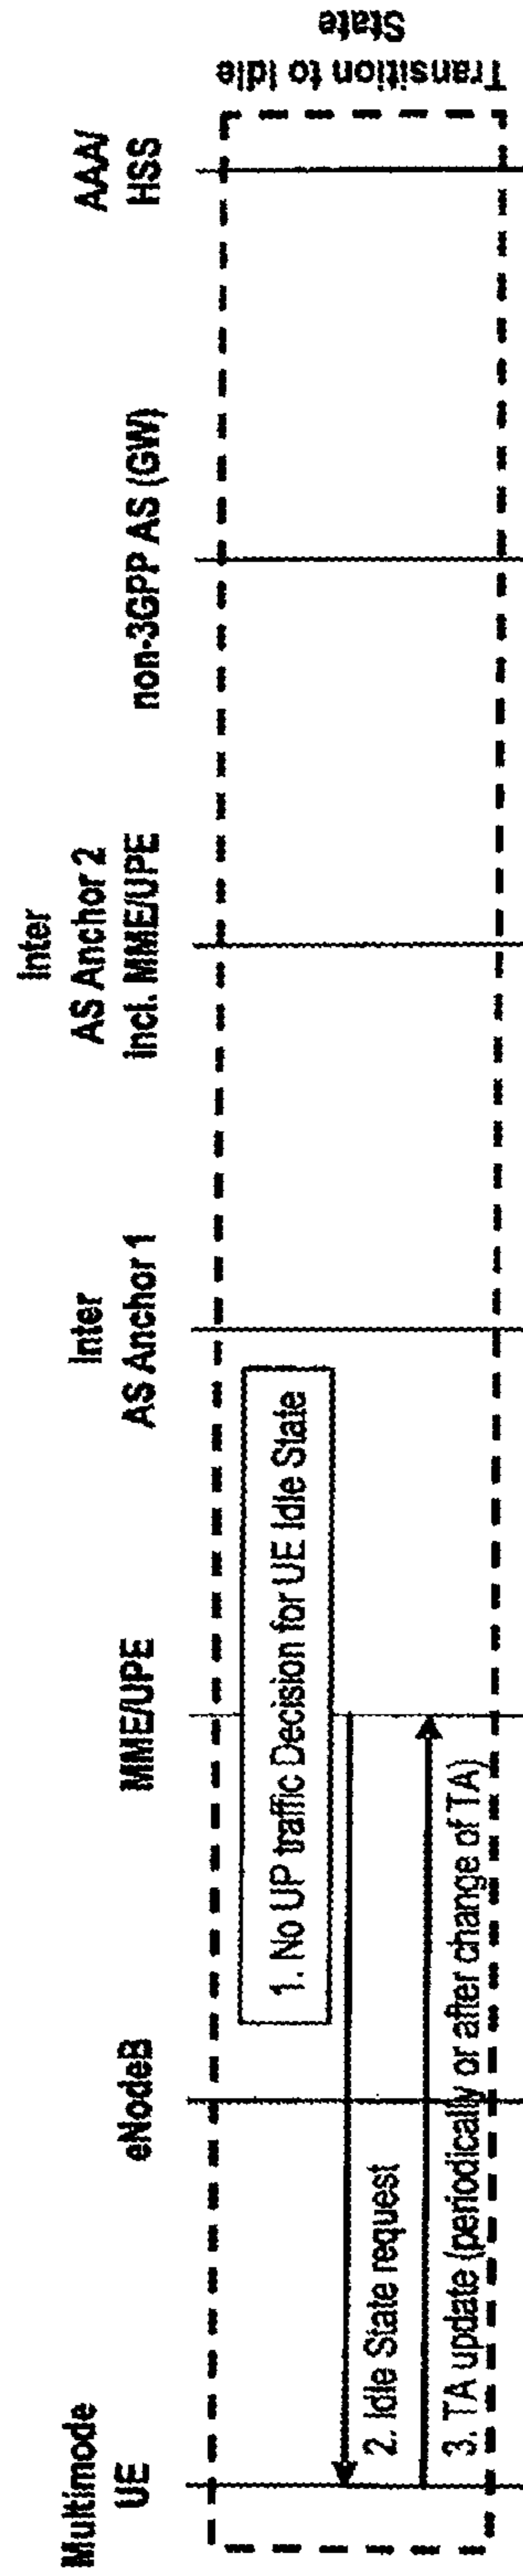 Multimode
UE
eNodeB
MME/UPE
Inter
AS Anchor 1
Inter
AS Anchor 2
incl. MME/UPE
non-3GPP AS (GW)
AAA/
HSS
1. No UP traffic Decision for UE Idle State
2. Idle State request
3. TA update (periodically or after change of TA)
Transition to Idle
State